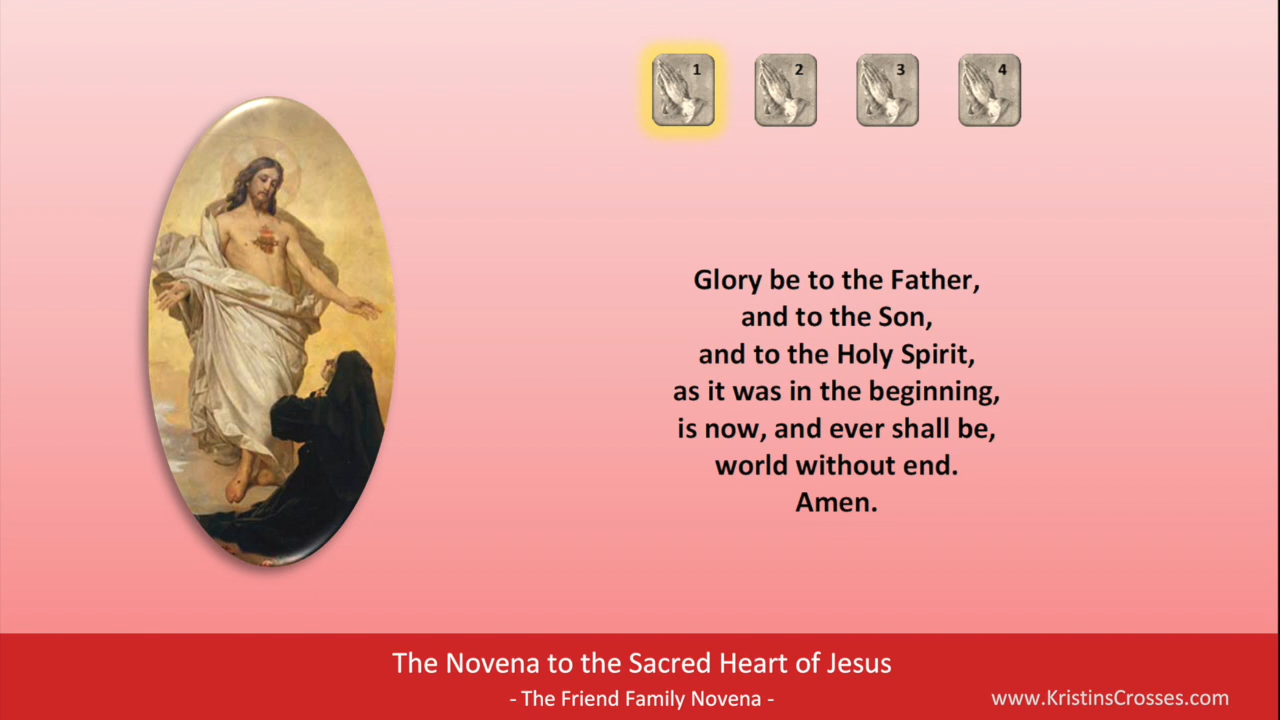 1
2
3
4
Glory be to the Father,
and to the Son,
and to the Holy Spirit,
as it was in the beginning,
is now, and ever shall be,
world without end.
Amen.
The Novena to the Sacred Heart of Jesus
- The Friend Family Novena -
www.KristinsCrosses.com